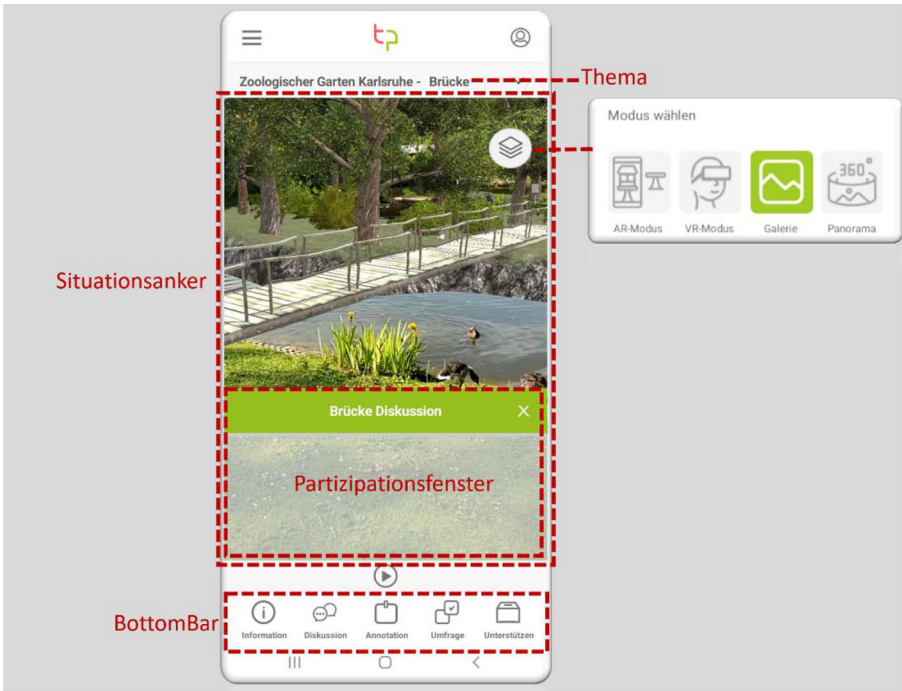 tp
Zoologischer Garten Karlsruhe - Brücke
Thema
Modus wählen
360°
AR-Modus VR-Modus Galerie Panorama
Situationsanker
Brücke Diskussion X
Partizipationsfenster
BottomBar
Information Diskussion Annotation Umfrage Unterstützen